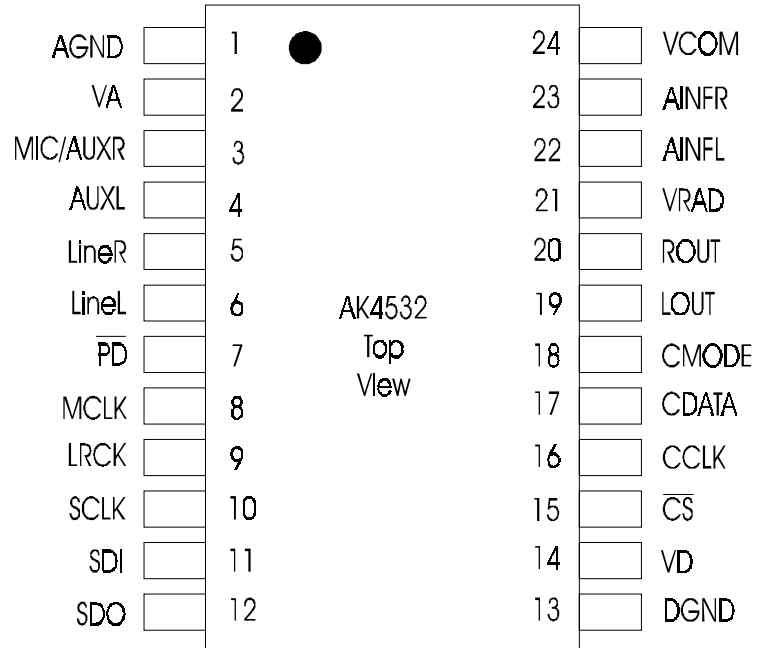 AGND 1 24 VCOM
VA 2 23 AINFR
MIC/AUXR 3 22 AINFL
AUXL 4 21 VRAD
LineR 5 20 ROUT
LineL 6 19 LOUT
AK4532
Top
View
PD 7 18 CMODE
MCLK 8 17 CDATA
LRCK 9 16 CCLK
SCLK 10 15 CS
SDI 11 14 VD
SDO 12 13 DGND